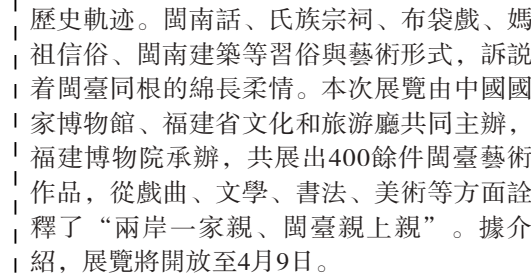 歷史軌迹。閩南話、氏族宗祠、布袋戲、媽
祖信俗、閩南建築等習俗與藝術形式，訴説
着閩臺同根的綿長柔情。本次展覽由中國國
家博物館、福建省文化和旅游廳共同主辦，
福建博物院承辦，共展出400餘件閩臺藝術
作品，從戲曲、文學、書法、美術等方面詮
釋了“兩岸一家親、閩臺親上親”。據介
紹，展覽將開放至4月9日。